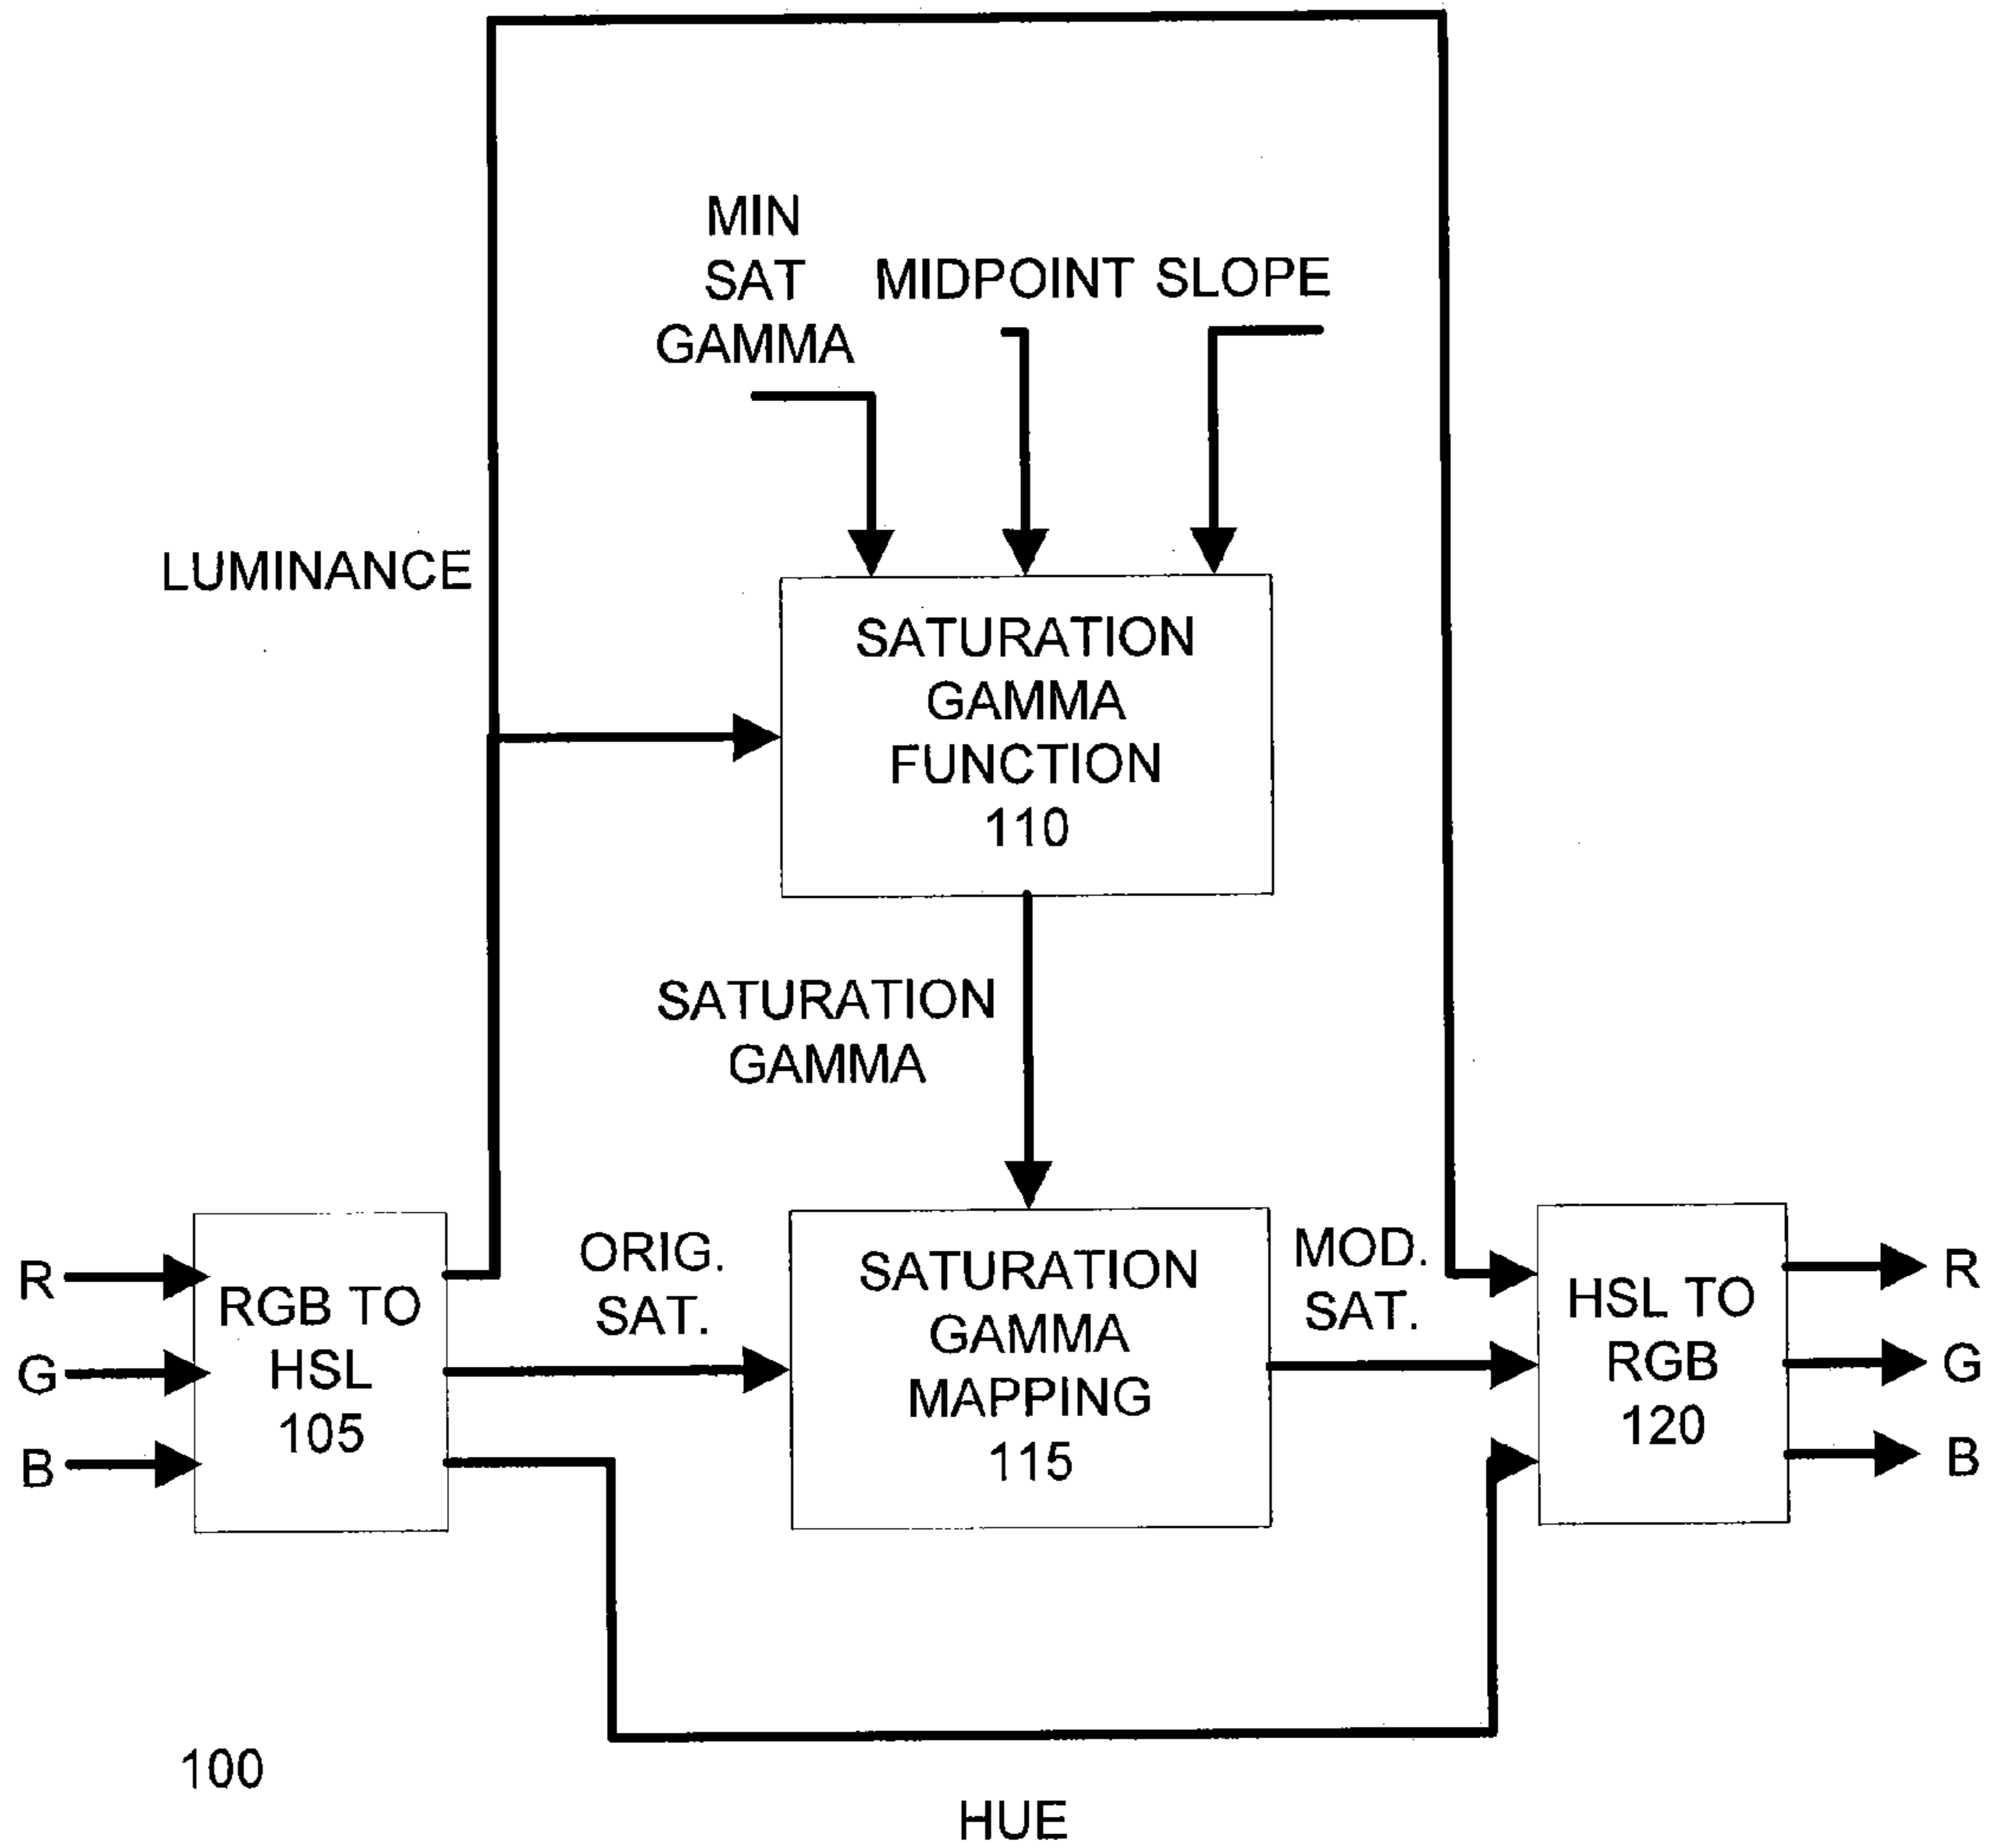 MIN
SAT
GAMMA
MIDPOINT
SLOPE
LUMINANCE
SATURATION
GAMMA
FUNCTION
110
SATURATION
GAMMA
R
G
B
RGB TO
HSL
105
ORIG.
SAT.
SATURATION
GAMMA
MAPPING
115
MOD.
SAT.
HSL TO
RGB
120
R
G
B
100
HUE